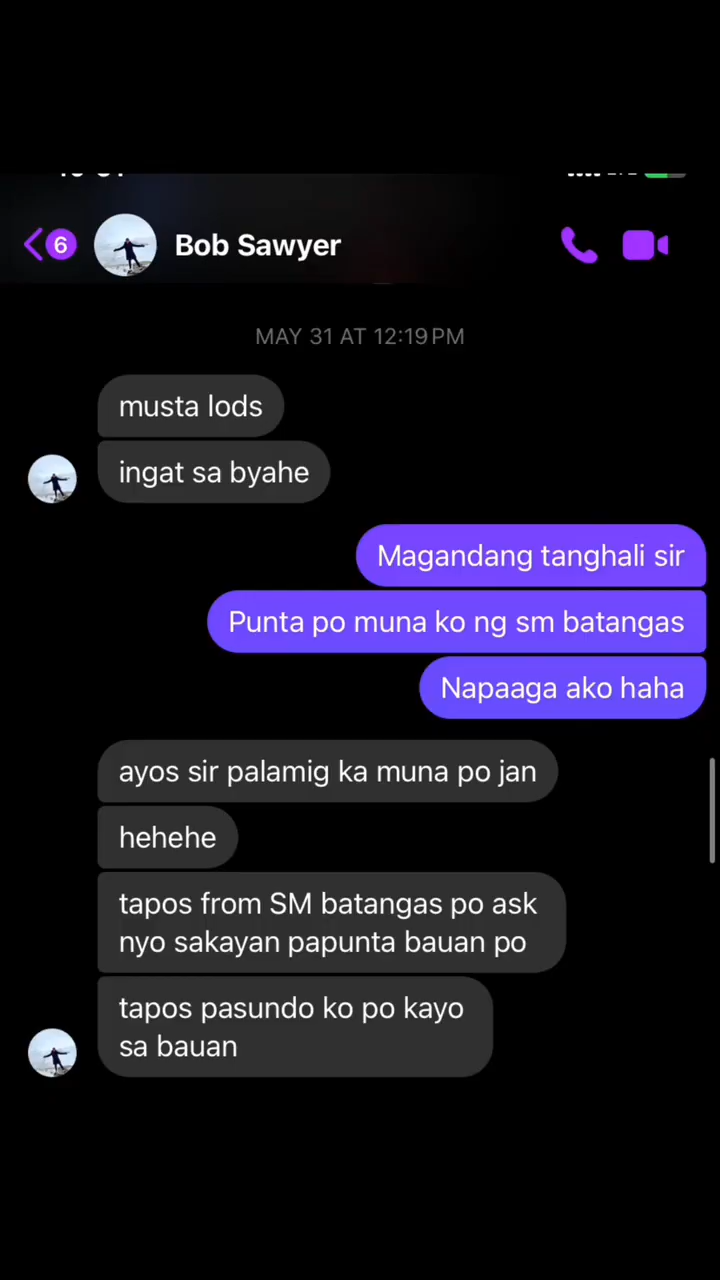 6
Bob Sawyer
MAY 31 AT 12:19 PM
musta lods
ingat sa byahe
Magandang tanghali sir
Punta po muna ko ng sm batangas
Napaaga ako haha
ayos sir palamig ka muna po jan
hehehe
tapos from SM batangas po ask
nyo sakayan papunta bauan po
tapos pasundo ko po kayo
sa bauan